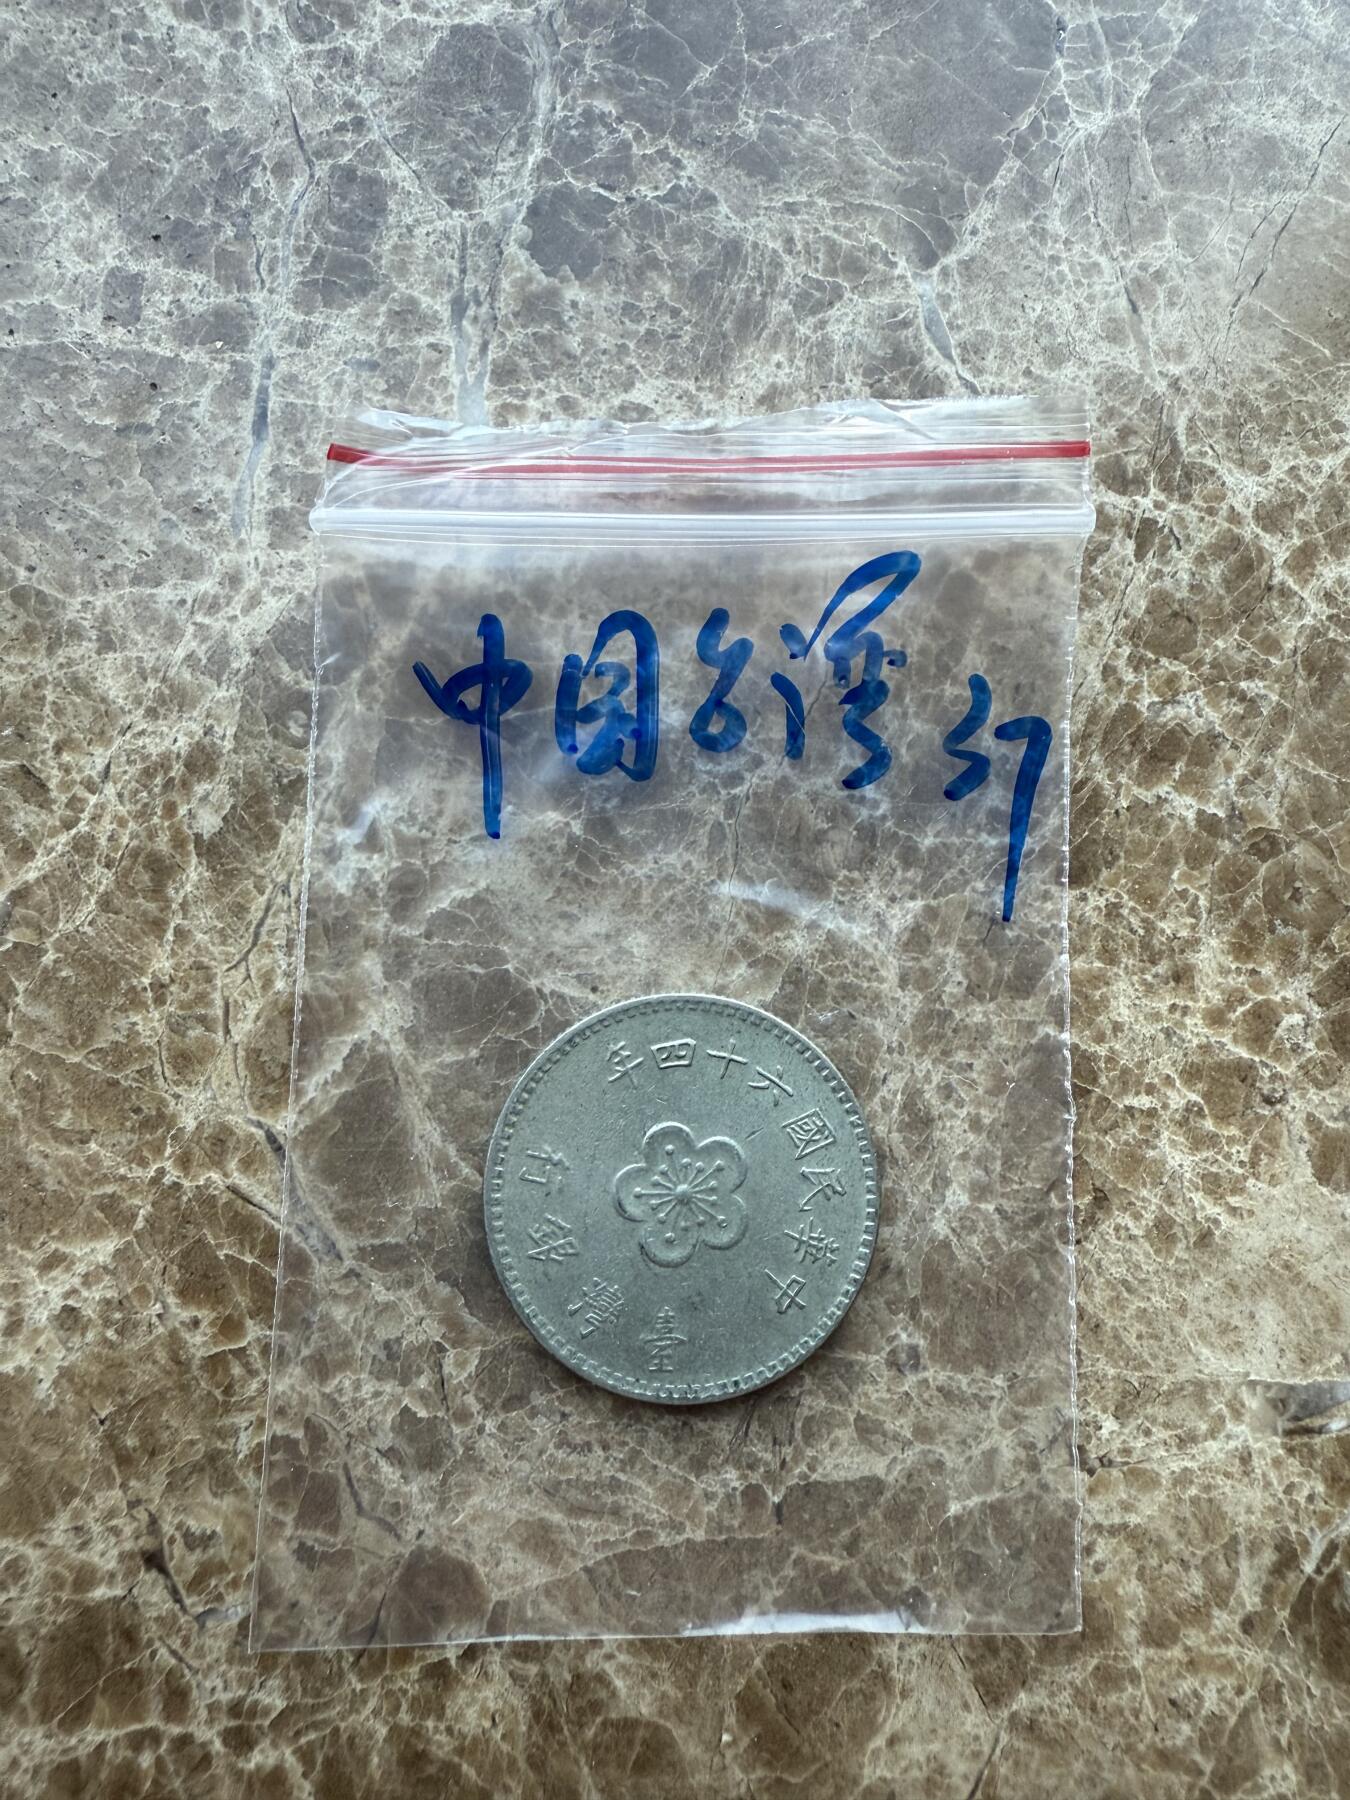 中国台湾
中華民國六十四年
臺灣銀行